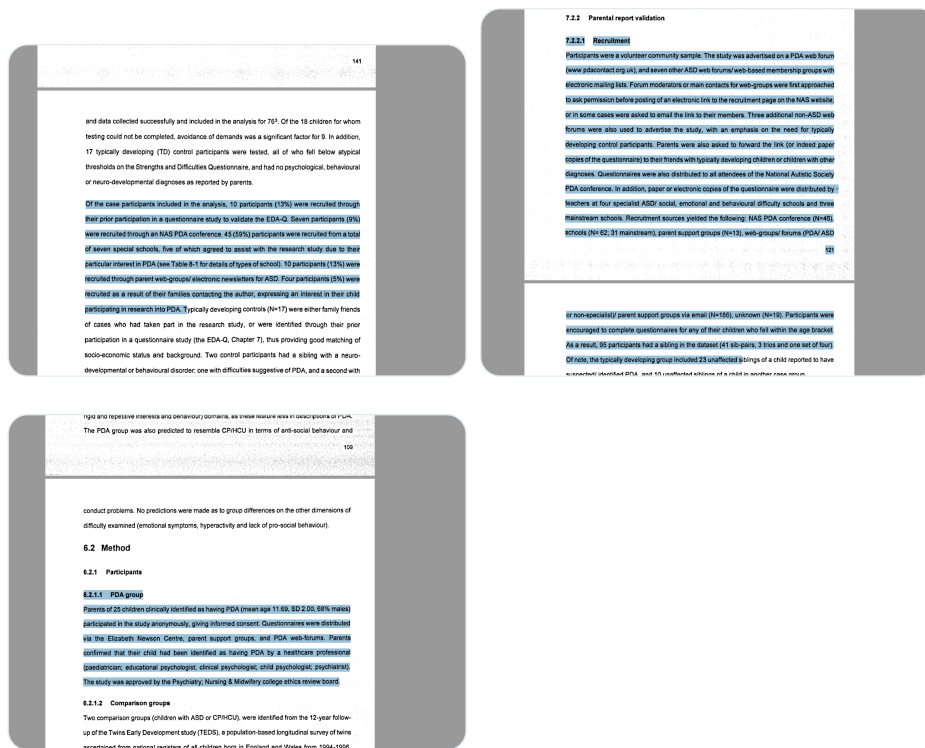 141
and data collected successfully and included in the analysis for 76³. Of the 18 children for whom
testing could not be completed, avoidance of demands was a significant factor for 9. In addition,
17 typically developing (TD) control participants were tested, all of who fell below atypical
thresholds on the Strengths and Difficulties Questionnaire, and had no psychological, behavioural
or neuro-developmental diagnoses as reported by parents.
Of the case participants included in the analysis, 10 participants (13%) were recruited through
their prior participation in a questionnaire study to validate the EDA-Q. Seven participants (9%)
were recruited through an NAS PDA conference. 45 (59%) participants were recruited from a total
of seven special schools, five of which agreed to assist with the research study due to their
particular interest in PDA (see Table 8-1 for details of types of school). 10 participants (13%) were
recruited through parent web-groups/ electronic newsletters for ASD. Four participants (5%) were
recruited as a result of their families contacting the author, expressing an interest in their child
participating in research into PDA. Typically developing controls (N=17) were either family friends
of cases who had taken part in the research study, or were identified through their prior
participation in a questionnaire study (the EDA-Q, Chapter 7), thus providing good matching of
socio-economic status and background. Two control participants had a sibling with a neuro-
developmental or behavioural disorder: one with difficulties suggestive of PDA, and a second with
7.2.2 Parental report validation
7.2.2.1 Recruitment
Participants were a volunteer community sample. The study was advertised on a PDA web forum
(www.pdacontact.org.uk), and seven other ASD web forums/ web-based membership groups with
electronic mailing lists. Forum moderators or main contacts for web-groups were first approached
to ask permission before posting of an electronic link to the recruitment page on the NAS website,
or in some cases were asked to email the link to their members. Three additional non-ASD web
forums were also used to advertise the study, with an emphasis on the need for typically
developing control participants. Parents were also asked to forward the link (or indeed paper
copies of the questionnaire) to their friends with typically developing children or children with other
diagnoses. Questionnaires were also distributed to all attendees of the National Autistic Society
PDA conference. In addition, paper or electronic copies of the questionnaire were distributed by
teachers at four specialist ASD/ social, emotional and behavioural difficulty schools and three
mainstream schools. Recruitment sources yielded the following: NAS PDA conference (N=46),
schools (N= 62; 31 mainstream), parent support groups (N=13), web-groups/ forums (PDA/ ASD
121
or non-specialist)/ parent support groups via email (N=186), unknown (N=19). Participants were
encouraged to complete questionnaires for any of their children who fell within the age bracket.
As a result, 95 participants had a sibling in the dataset (41 sib-pairs, 3 trios and one set of four).
Of note, the typically developing group included 23 unaffected siblings of a child reported to have
suspected/ identified PDA, and 10 unaffected siblings of a child in another case group.
rigid and repetitive interests and behaviour) domains, as these feature less in descriptions of PDA.
The PDA group was also predicted to resemble CP/HCU in terms of anti-social behaviour and
109
conduct problems. No predictions were made as to group differences on the other dimensions of
difficulty examined (emotional symptoms, hyperactivity and lack of pro-social behaviour).
6.2 Method
6.2.1 Participants
6.2.1.1 PDA group
Parents of 25 children clinically identified as having PDA (mean age 11.69, SD 2.00, 66% males)
participated in the study anonymously, giving informed consent. Questionnaires were distributed
via the Elizabeth Newson Centre, parent support groups, and PDA web-forums. Parents
confirmed that their child had been identified as having PDA by a healthcare professional
(paediatrician; educational psychologist; clinical psychologist; child psychologist; psychiatrist).
The study was approved by the Psychiatry, Nursing & Midwifery college ethics review board.
6.2.1.2 Comparison groups
Two comparison groups (children with ASD or CP/HCU), were identified from the 12-year follow-
up of the Twins Early Development study (TEDS), a population-based longitudinal survey of twins
ascertained from national registers of all children born in England and Wales from 1994-1996